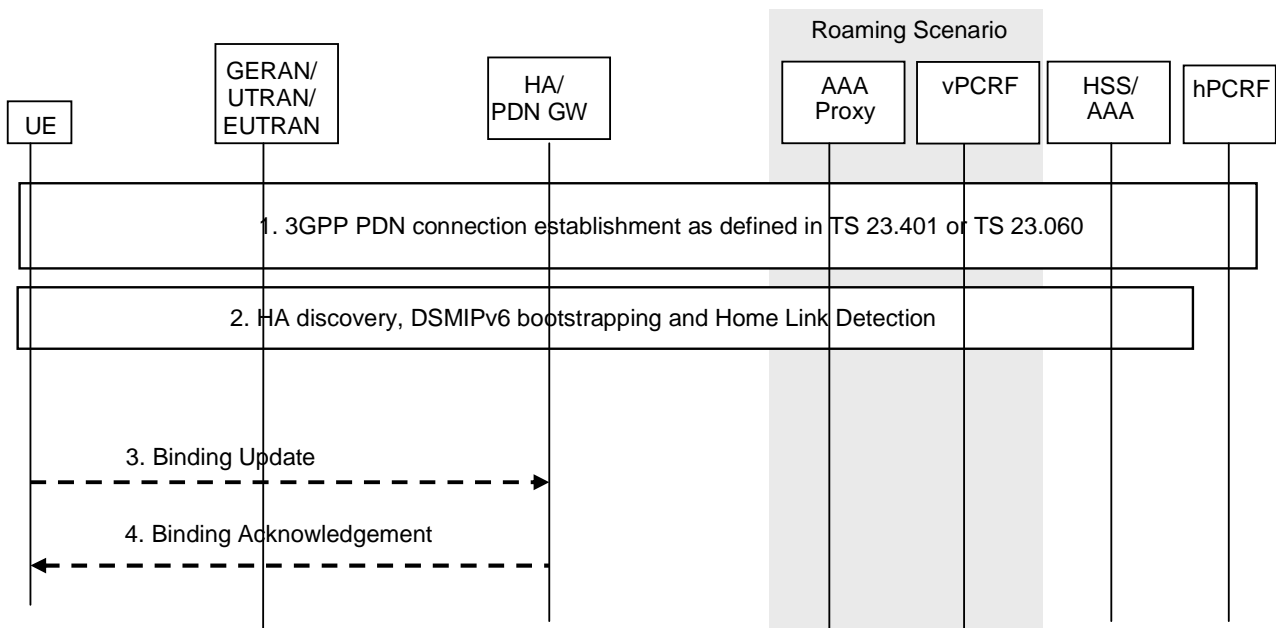 Roaming Scenario
UE
GERAN/
UTRAN/
EUTRAN
HA/
PDN GW
AAA
Proxy
vPCRF
HSS/
AAA
hPCRF
1. 3GPP PDN connection establishment as defined in TS 23.401 or TS 23.060
2. HA discovery, DSMIPv6 bootstrapping and Home Link Detection
3. Binding Update
4. Binding Acknowledgement